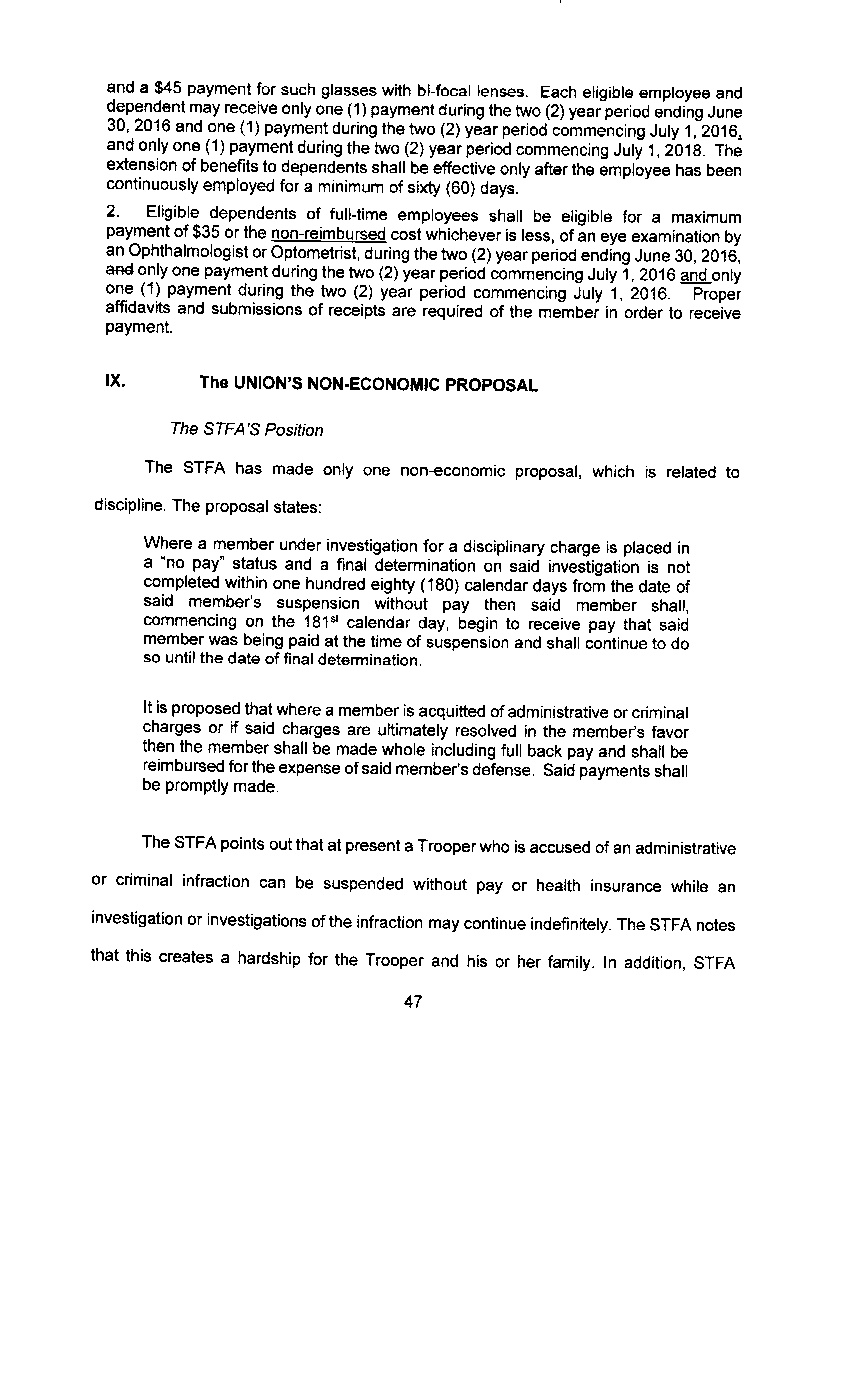 and a $45 payment for such glasses with bi-focal lenses. Each eligible employee and
dependent may receive only one (1) payment during the two (2) year period ending June
30, 2016 and one (1) payment during the two (2) year period commencing July 1, 2016,
and only one (1) payment during the two (2) year period commencing July 1, 2018. The
extension of benefits to dependents shall be effective only after the employee has been
continuously employed for a minimum of sixty (60) days.
2. Eligible dependents of full-time employees shall be eligible for a maximum
payment of $35 or the non-reimbursed cost whichever is less, of an eye examination by
an Ophthalmologist or Optometrist, during the two (2) year period ending June 30, 2016,
and only one payment during the two (2) year period commencing July 1, 2016 and only
one (1) payment during the two (2) year period commencing July 1, 2016. Proper
affidavits and submissions of receipts are required of the member in order to receive
payment.
IX. The UNION'S NON-ECONOMIC PROPOSAL
The STFA'S Position
The STFA has made only one non-economic proposal, which is related to
discipline. The proposal states:
Where a member under investigation for a disciplinary charge is placed in
a "no pay" status and a final determination on said investigation is not
completed within one hundred eighty (180) calendar days from the date of
said member's suspension without pay then said member shall,
commencing on the 181st calendar day, begin to receive pay that said
member was being paid at the time of suspension and shall continue to do
so until the date of final determination.
It is proposed that where a member is acquitted of administrative or criminal
charges or if said charges are ultimately resolved in the member's favor
then the member shall be made whole including full back pay and shall be
reimbursed for the expense of said member's defense. Said payments shall
be promptly made.
The STFA points out that at present a Trooper who is accused of an administrative
or criminal infraction can be suspended without pay or health insurance while an
investigation or investigations of the infraction may continue indefinitely. The STFA notes
that this creates a hardship for the Trooper and his or her family. In addition, STFA
47